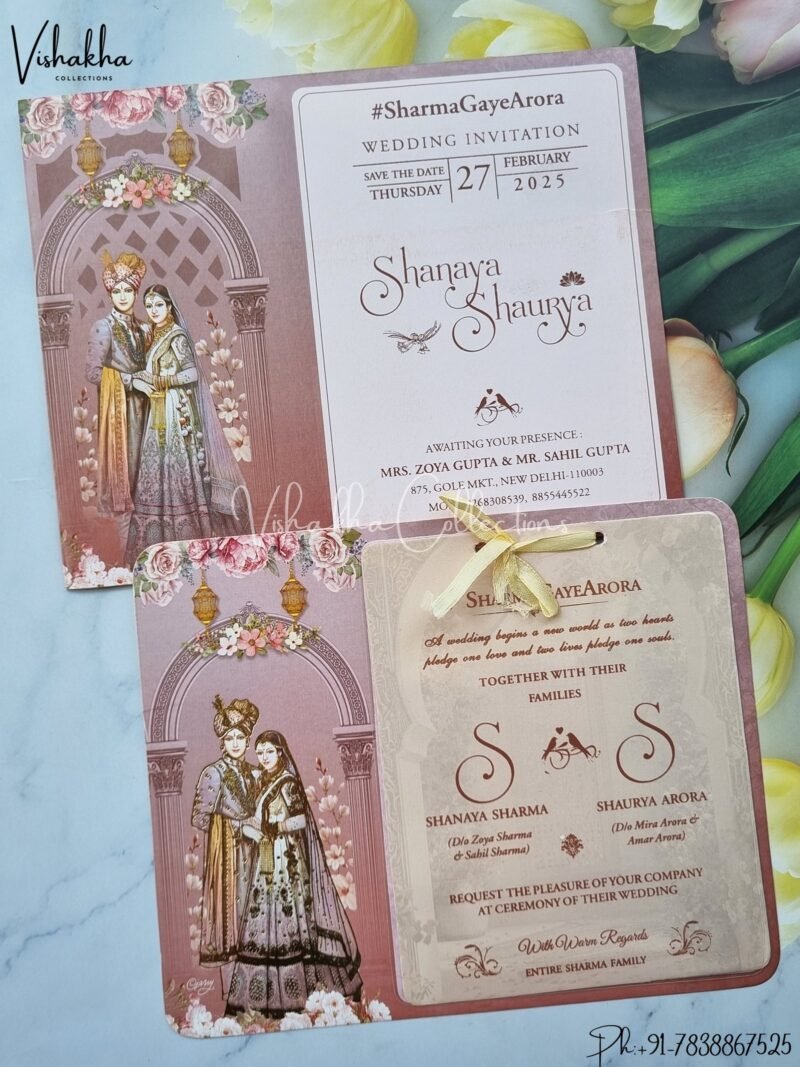 Vishakha
COLLECTIONS
#SharmaGayeArora
WEDDING INVITATION
SAVE THE DATE
THURSDAY
27
FEBRUARY
2025
Shanaya
Shaurya
AWAITING YOUR PRESENCE :
MRS. ZOYA GUPTA & MR. SAHIL GUPTA
875, GOLE MKT., NEW DELHI-110003
268308539, 8855445522
Vishakha Collections
GAYEARORA
A wedding begins a new world as two hearts
pledge one love and two lives pledge one souls.
TOGETHER WITH THEIR
FAMILIES
S
S
SHANAYA SHARMA
SHAURYA ARORA
(D/o Zoya Sharma
& Sahil Sharma)
(D/o Mira Arora &
Amar Arora)
REQUEST THE PLEASURE OF YOUR COMPANY
AT CEREMONY OF THEIR WEDDING
With Warm Regards
ENTIRE SHARMA FAMILY
Ph:+91-7838867525